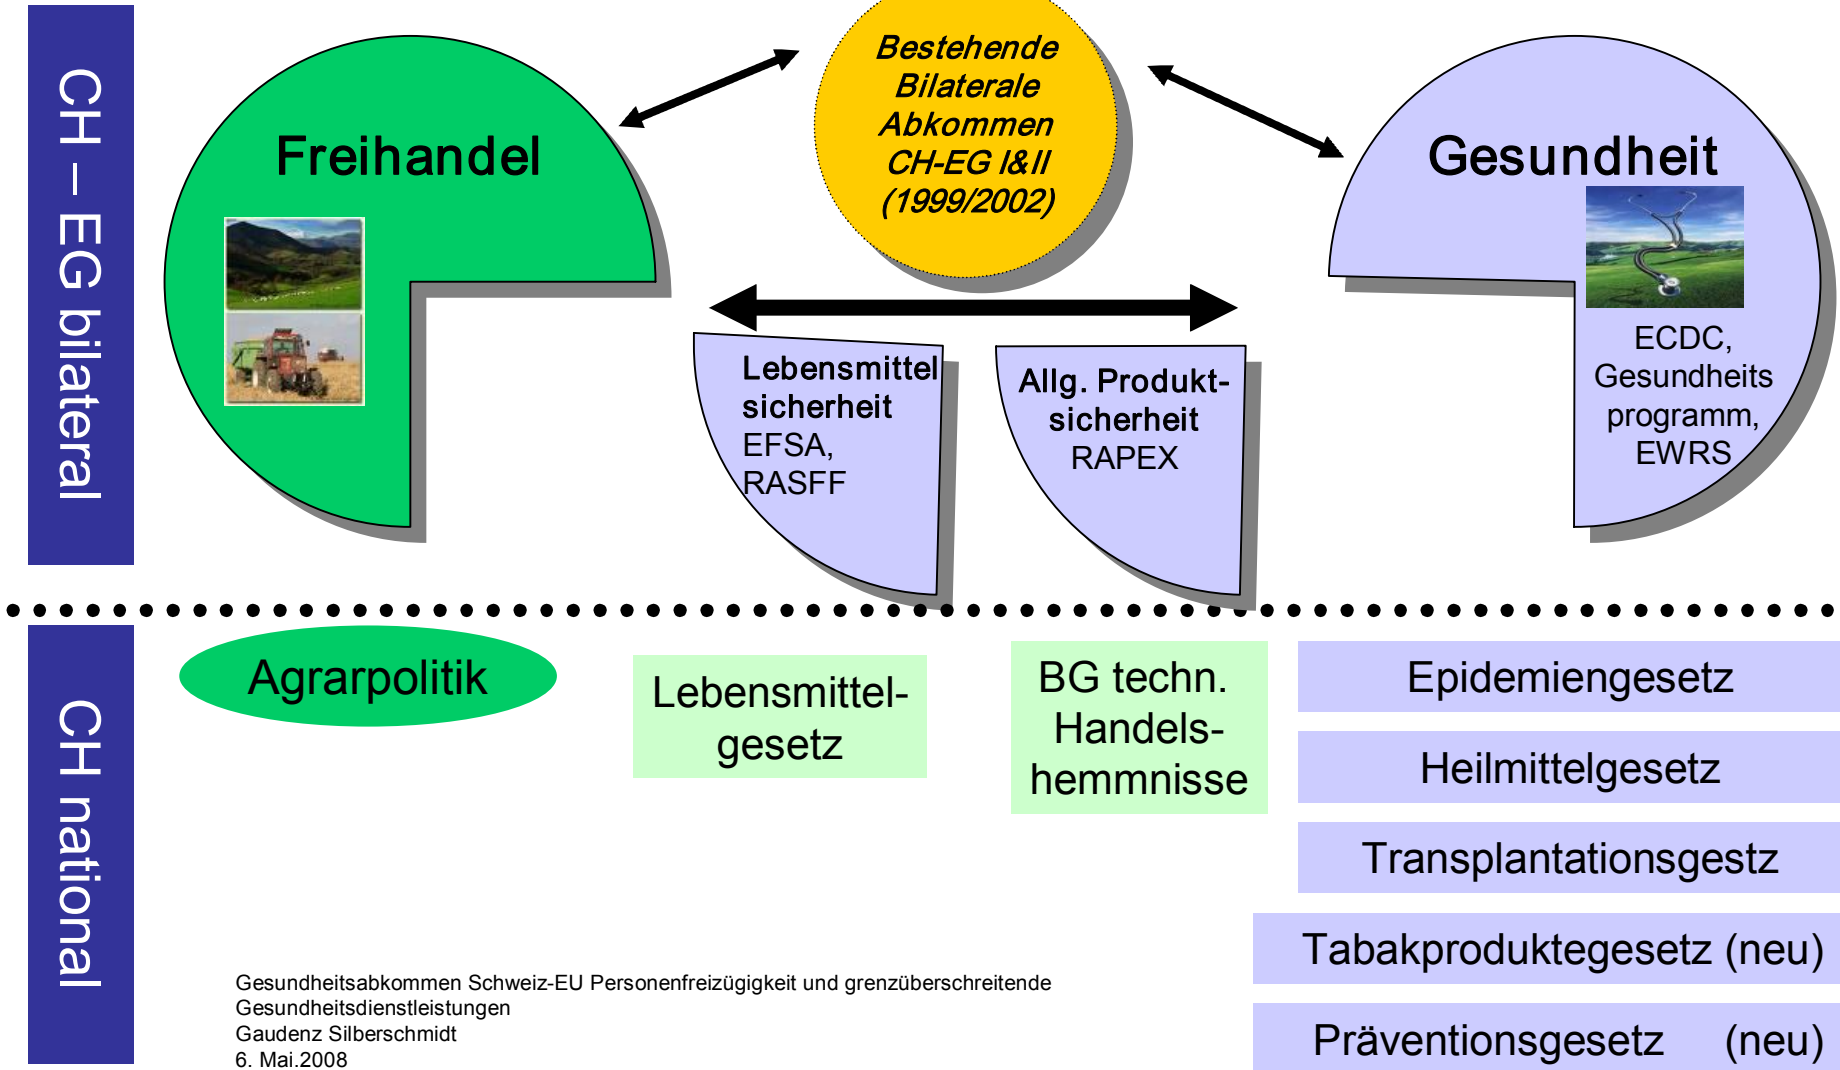 CH – EG bilateral
Freihandel
Bestehende
Bilaterale
Abkommen
CH-EG I&II
(1999/2002)
Gesundheit
ECDC,
Gesundheits
programm,
EWRS
Lebensmittel
sicherheit
EFSA,
RASFF
Allg. Produkt-
sicherheit
RAPEX
CH national
Agrarpolitik
Lebensmittel-
gesetz
BG techn.
Handels-
hemmnisse
Epidemiengesetz
Heilmittelgesetz
Transplantationsgestz
Tabakproduktegesetz (neu)
Präventionsgesetz (neu)
Gesundheitsabkommen Schweiz-EU Personenfreizügigkeit und grenzüberschreitende
Gesundheitsdienstleistungen
Gaudenz Silberschmidt
6. Mai.2008